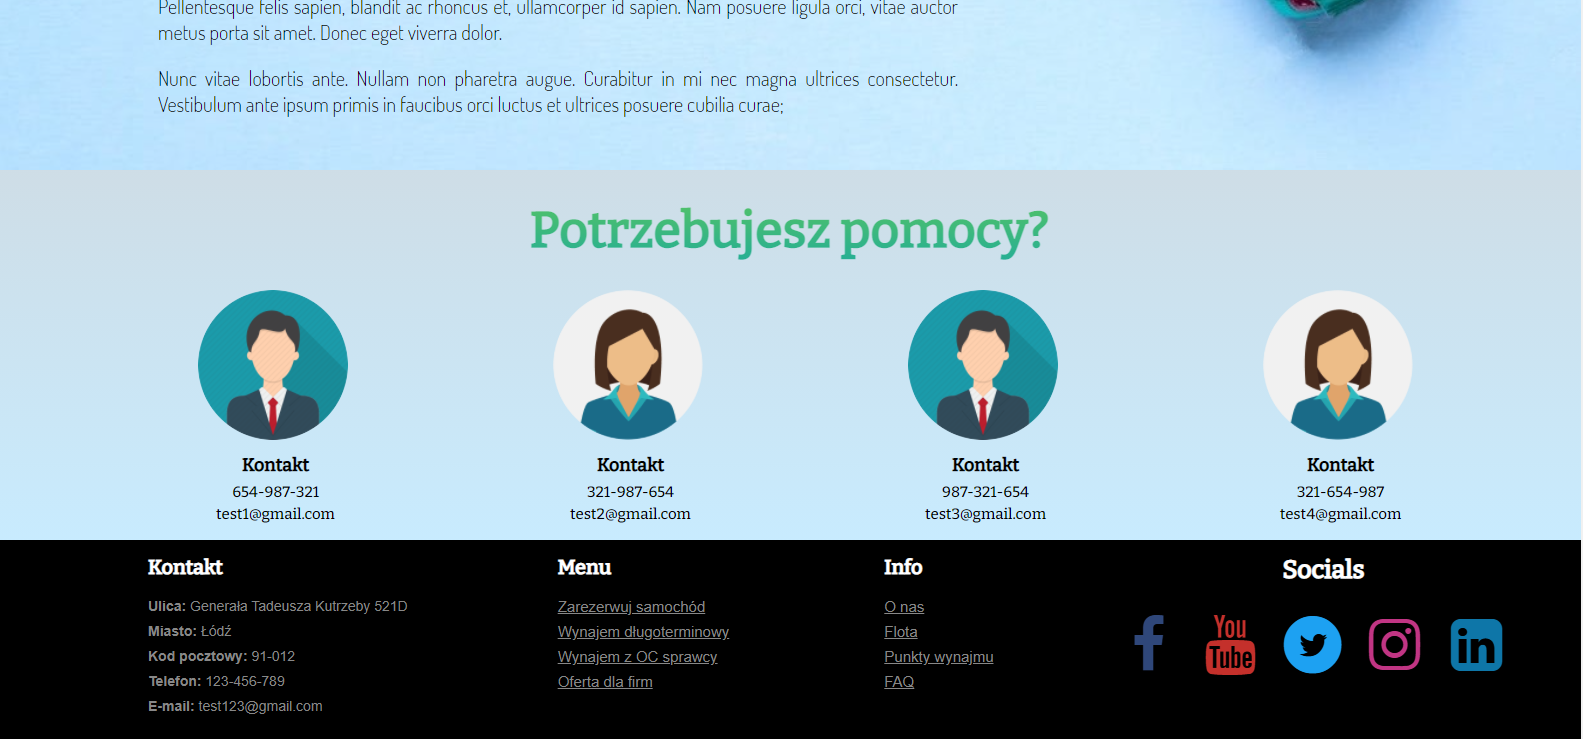 Pellentesque felis sapien, blandit ac rhoncus et, ullamcorper id sapien. Nam posuere ligula orci, vitae auctor
metus porta sit amet. Donec eget viverra dolor.
Nunc vitae lobortis ante. Nullam non pharetra augue. Curabitur in mi nec magna ultrices consectetur.
Vestibulum ante ipsum primis in faucibus orci luctus et ultrices posuere cubilia curae;
Potrzebujesz pomocy?
Kontakt
654-987-321
test1@gmail.com
Kontakt
321-987-654
test2@gmail.com
Kontakt
987-321-654
test3@gmail.com
Kontakt
321-654-987
test4@gmail.com
Kontakt
Ulica: Generała Tadeusza Kutrzeby 521D
Miasto: Łódź
Kod pocztowy: 91-012
Telefon: 123-456-789
E-mail: test123@gmail.com
Menu
Zarezerwuj samochód
Wynajem długoterminowy
Wynajem z OC sprawcy
Oferta dla firm
Info
O nas
Flota
Punkty wynajmu
FAQ
Socials
f
You
Tube
in